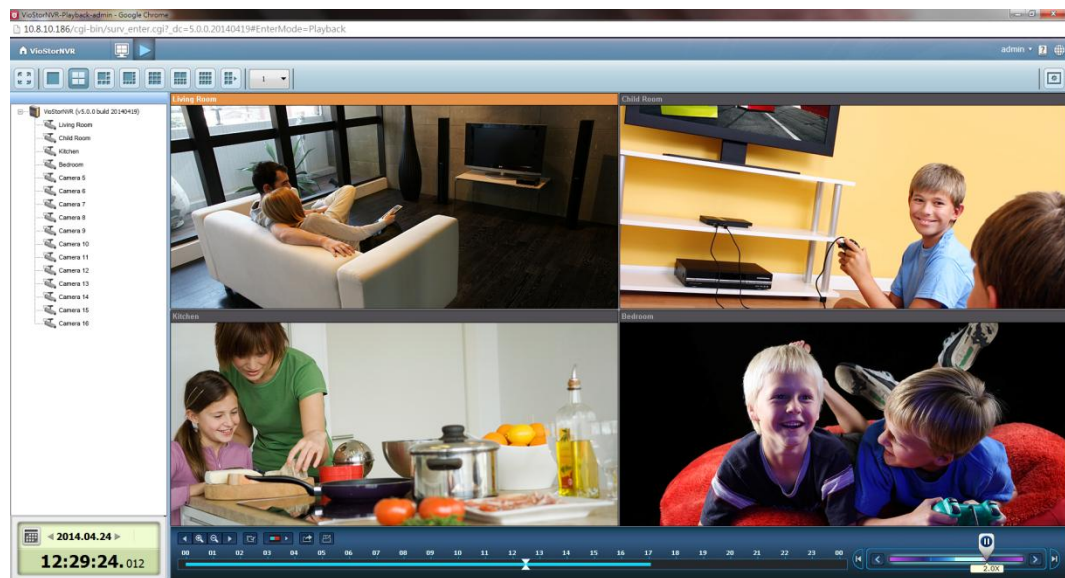 VioStorNVR-Playback-admin - Google Chrome
10.8.10.186/cgi-bin/surv_enter.cgi?_dc=5.0.0.20140419#EnterMode=Playback
VioStorNVR
admin
1
VioStorNVR (v5.0.0 build 20140419)
Living Room
Child Room
Kitchen
Bedroom
Camera 5
Camera 6
Camera 7
Camera 8
Camera 9
Camera 10
Camera 11
Camera 12
Camera 13
Camera 14
Camera 15
Camera 16
Living Room
Child Room
Kitchen
Bedroom
2014.04.24
12:29:24.012
00 01 02 03 04 05 06 07 08 09 10 11 12 13 14 15 16 17 18 19 20 21 22 23 00
2.0X